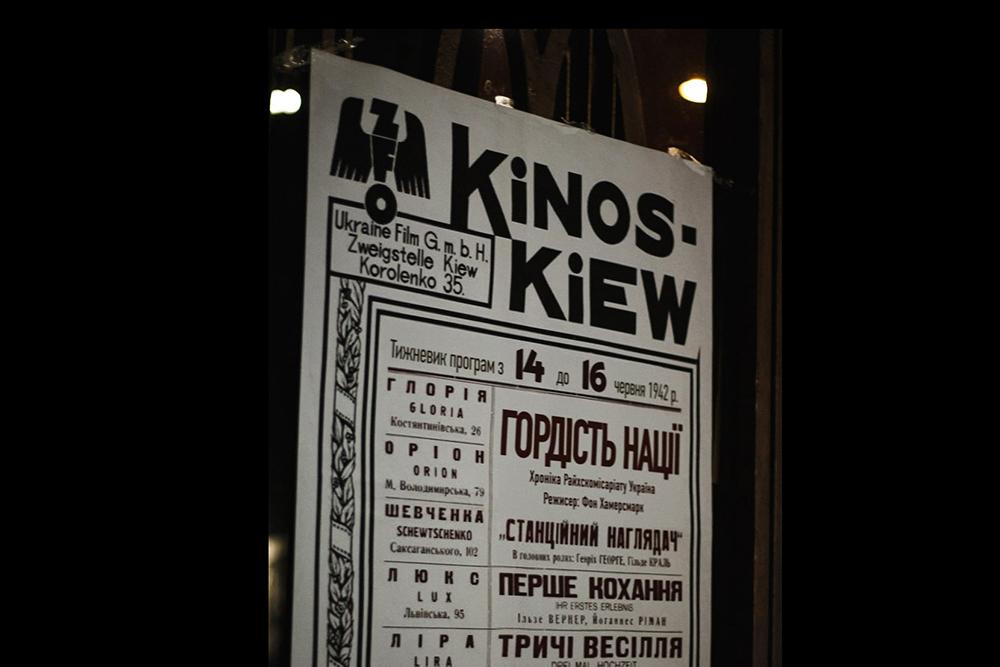 ZFO
KiNOS-
KiEW
Ukraine Film G. m. b. H.
Zweigstelle Kiew
Korolenko 35.
Тижневик програм з 14 до 16 червня 1942 р.
ГЛОРІЯ
GLORIA
Костянтинівська, 26
ОРІОН
ORION
М. Володимирська, 79
ШЕВЧЕНКА
SCHEWTSCHENKO
Саксаганського, 102
ЛЮКС
LUX
Львівська, 95
ЛІРА
LIRA
ГОРДІСТЬ НАЦІЇ
Хроніка Райхскомісаріату Україна
Режисер: Фон Хамерсмарк
„СТАНЦІЙНИЙ НАГЛЯДАЧ“
В головних ролях: Генріх ГЕОРГЕ, Гільде КРАЛЬ
ПЕРШЕ КОХАННЯ
IHR ERSTES ERLEBNIS
Ільзе ВЕРНЕР, Йоганнес РІМАН
ТРИЧІ ВЕСІЛЛЯ
DREI MAL HOCHZEIT